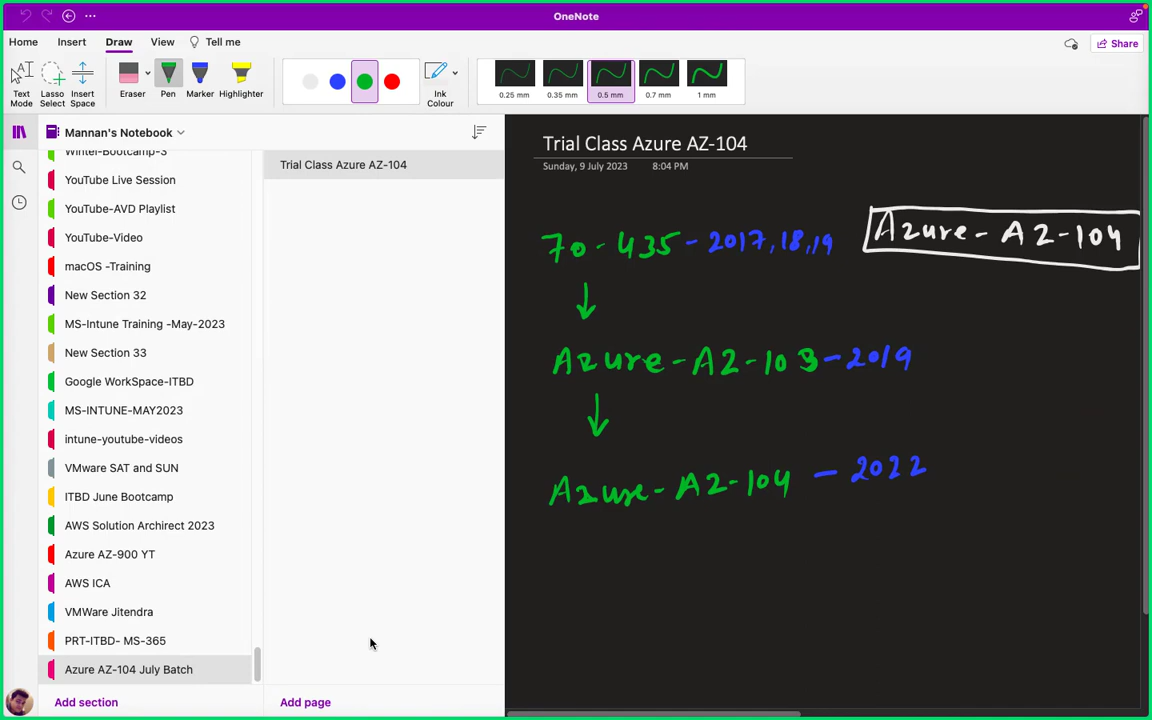 OneNote
Home Insert Draw View Tell me
Share
Text Mode
Lasso Select
Insert Space
Eraser
Pen
Marker
Highlighter
Ink Colour
0.25 mm
0.35 mm
0.5 mm
0.7 mm
1 mm
Mannan's Notebook
Winter-Bootcamp-3
YouTube Live Session
YouTube-AVD Playlist
YouTube-Video
macOS -Training
New Section 32
MS-Intune Training -May-2023
New Section 33
Google WorkSpace-ITBD
MS-INTUNE-MAY2023
intune-youtube-videos
VMware SAT and SUN
ITBD June Bootcamp
AWS Solution Archirect 2023
Azure AZ-900 YT
AWS ICA
VMWare Jitendra
PRT-ITBD- MS-365
Azure AZ-104 July Batch
Add section
Trial Class Azure AZ-104
Add page
Trial Class Azure AZ-104
Sunday, 9 July 2023 8:04 PM
70-435 - 2017,18,19
Azure - AZ-104
Azure - AZ-103 - 2019
Azure - AZ-104 - 2022